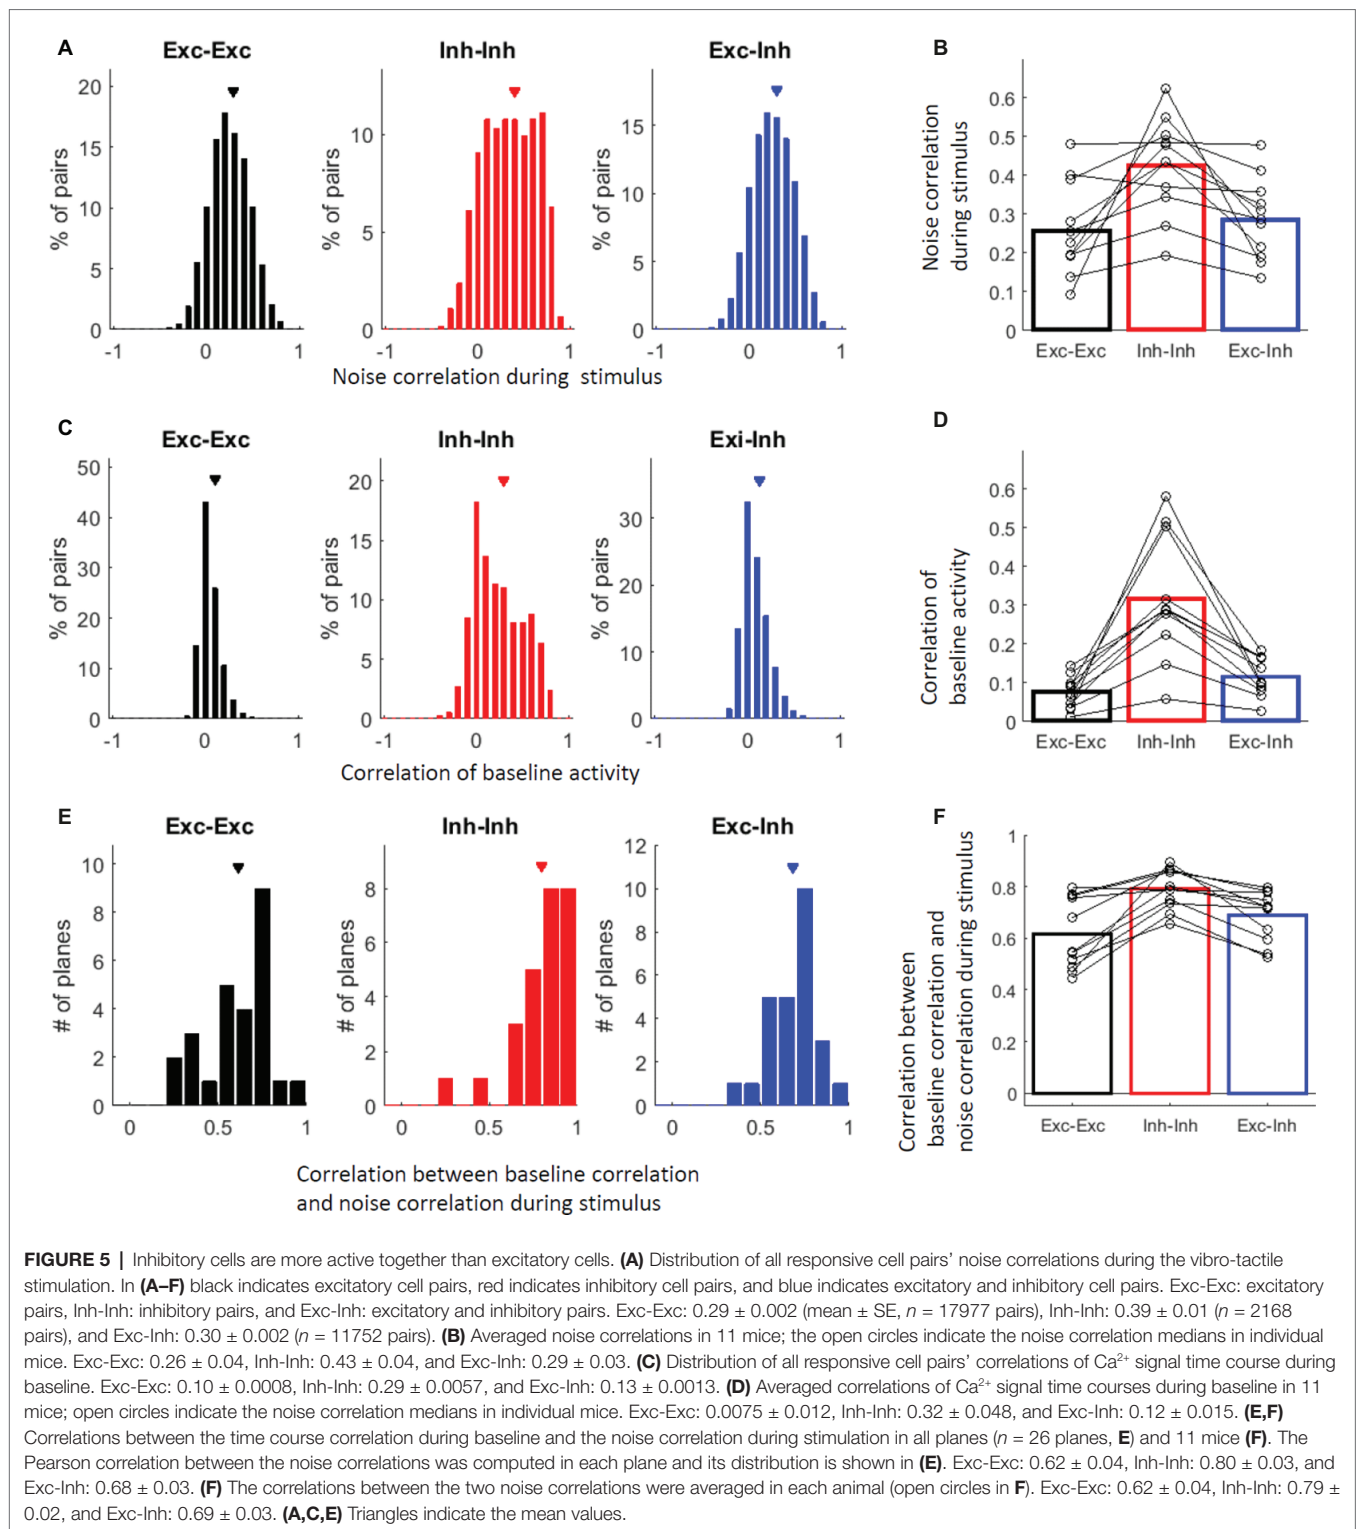 A
Exc-Exc
Inh-Inh
Exc-Inh
B
% of pairs
20
15
10
5
0
-1
0
1
% of pairs
10
5
0
-1
0
1
% of pairs
15
10
5
0
-1
0
1
Noise correlation during stimulus
Noise correlation
during stimulus
0.6
0.5
0.4
0.3
0.2
0.1
0
Exc-Exc
Inh-Inh
Exc-Inh
C
Exc-Exc
Inh-Inh
Exi-Inh
D
% of pairs
50
40
30
20
10
0
-1
0
1
% of pairs
20
15
10
5
0
-1
0
1
% of pairs
30
20
10
0
-1
0
1
Correlation of baseline activity
Correlation of
baseline activity
0.6
0.5
0.4
0.3
0.2
0.1
0
Exc-Exc
Inh-Inh
Exc-Inh
E
Exc-Exc
Inh-Inh
Exc-Inh
F
# of planes
10
8
6
4
2
0
0
0.5
1
# of planes
8
6
4
2
0
0
0.5
1
# of planes
12
10
8
6
4
2
0
0
0.5
1
Correlation between baseline correlation
and noise correlation during stimulus
Correlation between
baseline correlation and
noise correlation during stimulus
1
0.8
0.6
0.4
0.2
0
Exc-Exc
Inh-Inh
Exc-Inh
FIGURE 5 | Inhibitory cells are more active together than excitatory cells. (A) Distribution of all responsive cell pairs' noise correlations during the vibro-tactile
stimulation. In (A–F) black indicates excitatory cell pairs, red indicates inhibitory cell pairs, and blue indicates excitatory and inhibitory cell pairs. Exc-Exc: excitatory
pairs, Inh-Inh: inhibitory pairs, and Exc-Inh: excitatory and inhibitory pairs. Exc-Exc: 0.29 ± 0.002 (mean ± SE, n = 17977 pairs), Inh-Inh: 0.39 ± 0.01 (n = 2168
pairs), and Exc-Inh: 0.30 ± 0.002 (n = 11752 pairs). (B) Averaged noise correlations in 11 mice; the open circles indicate the noise correlation medians in individual
mice. Exc-Exc: 0.26 ± 0.04, Inh-Inh: 0.43 ± 0.04, and Exc-Inh: 0.29 ± 0.03. (C) Distribution of all responsive cell pairs' correlations of Ca²⁺ signal time course during
baseline. Exc-Exc: 0.10 ± 0.0008, Inh-Inh: 0.29 ± 0.0057, and Exc-Inh: 0.13 ± 0.0013. (D) Averaged correlations of Ca²⁺ signal time courses during baseline in 11
mice; open circles indicate the noise correlation medians in individual mice. Exc-Exc: 0.0075 ± 0.012, Inh-Inh: 0.32 ± 0.048, and Exc-Inh: 0.12 ± 0.015. (E,F)
Correlations between the time course correlation during baseline and the noise correlation during stimulation in all planes (n = 26 planes, E) and 11 mice (F). The
Pearson correlation between the noise correlations was computed in each plane and its distribution is shown in (E). Exc-Exc: 0.62 ± 0.04, Inh-Inh: 0.80 ± 0.03, and
Exc-Inh: 0.68 ± 0.03. (F) The correlations between the two noise correlations were averaged in each animal (open circles in F). Exc-Exc: 0.62 ± 0.04, Inh-Inh: 0.79 ±
0.02, and Exc-Inh: 0.69 ± 0.03. (A,C,E) Triangles indicate the mean values.